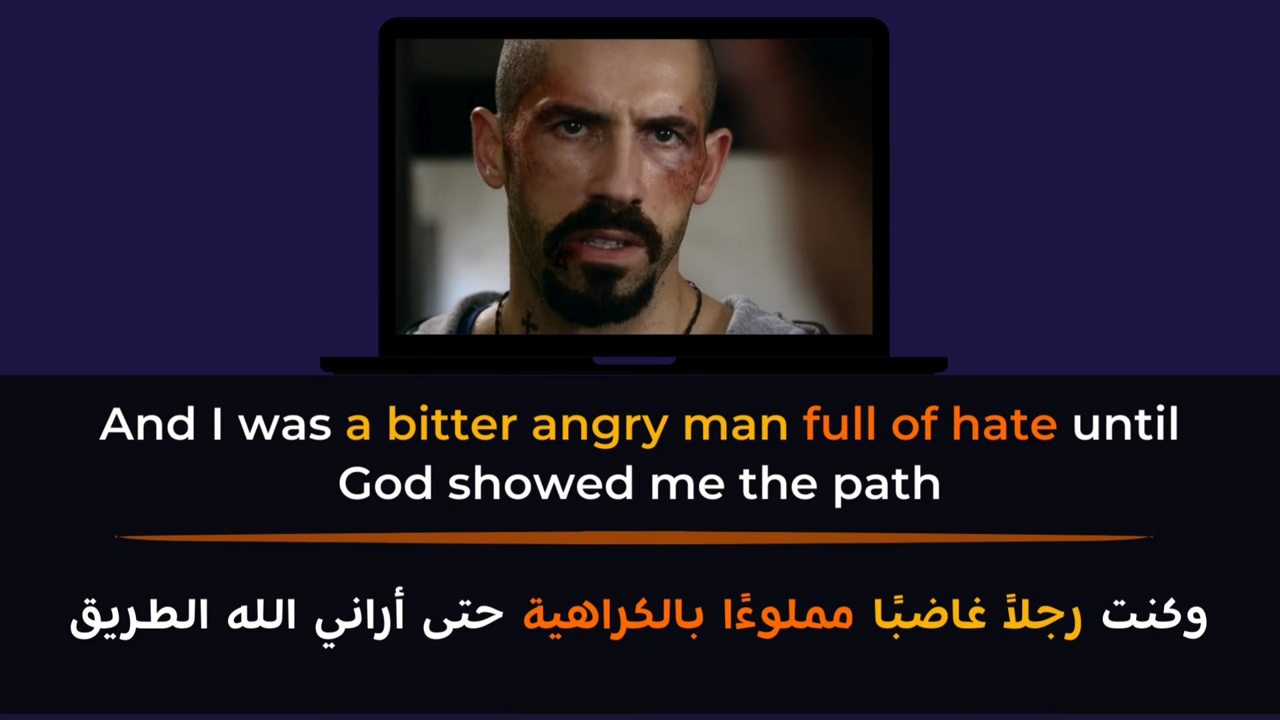 And I was a bitter angry man full of hate until
God showed me the path
وكنت رجلاً غاضبًا مملوءًا بالكراهية حتى أراني الله الطريق